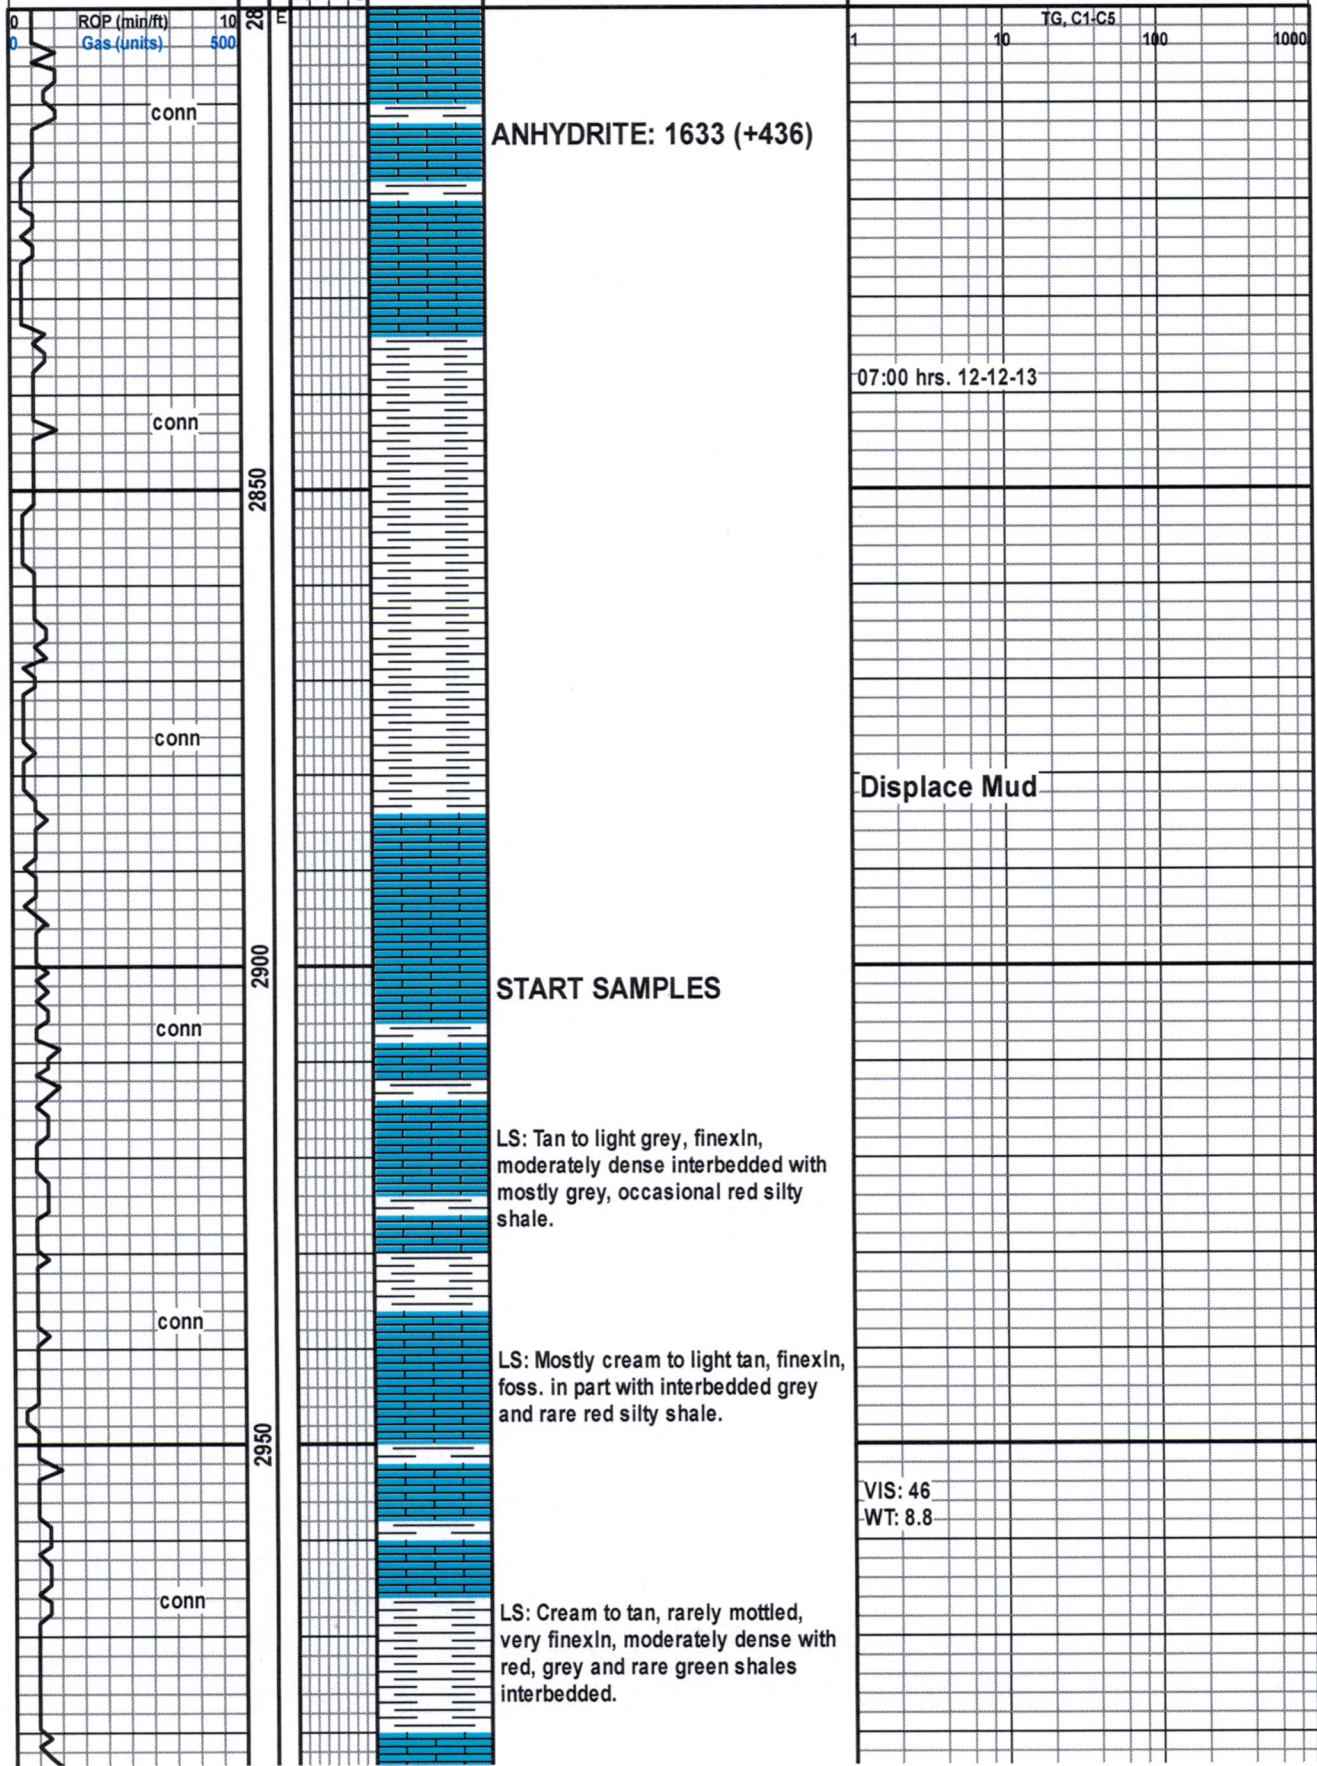 0 ROP (min/ft) 10
0 Gas (units) 500
28
E
TG, C1-C5
1 10 100 1000
conn
ANHYDRITE: 1633 (+436)
07:00 hrs. 12-12-13
conn
2850
conn
Displace Mud
2900
START SAMPLES
conn
LS: Tan to light grey, finexln,
moderately dense interbedded with
mostly grey, occasional red silty
shale.
conn
LS: Mostly cream to light tan, finexln,
foss. in part with interbedded grey
and rare red silty shale.
2950
VIS: 46
WT: 8.8
conn
LS: Cream to tan, rarely mottled,
very finexln, moderately dense with
red, grey and rare green shales
interbedded.